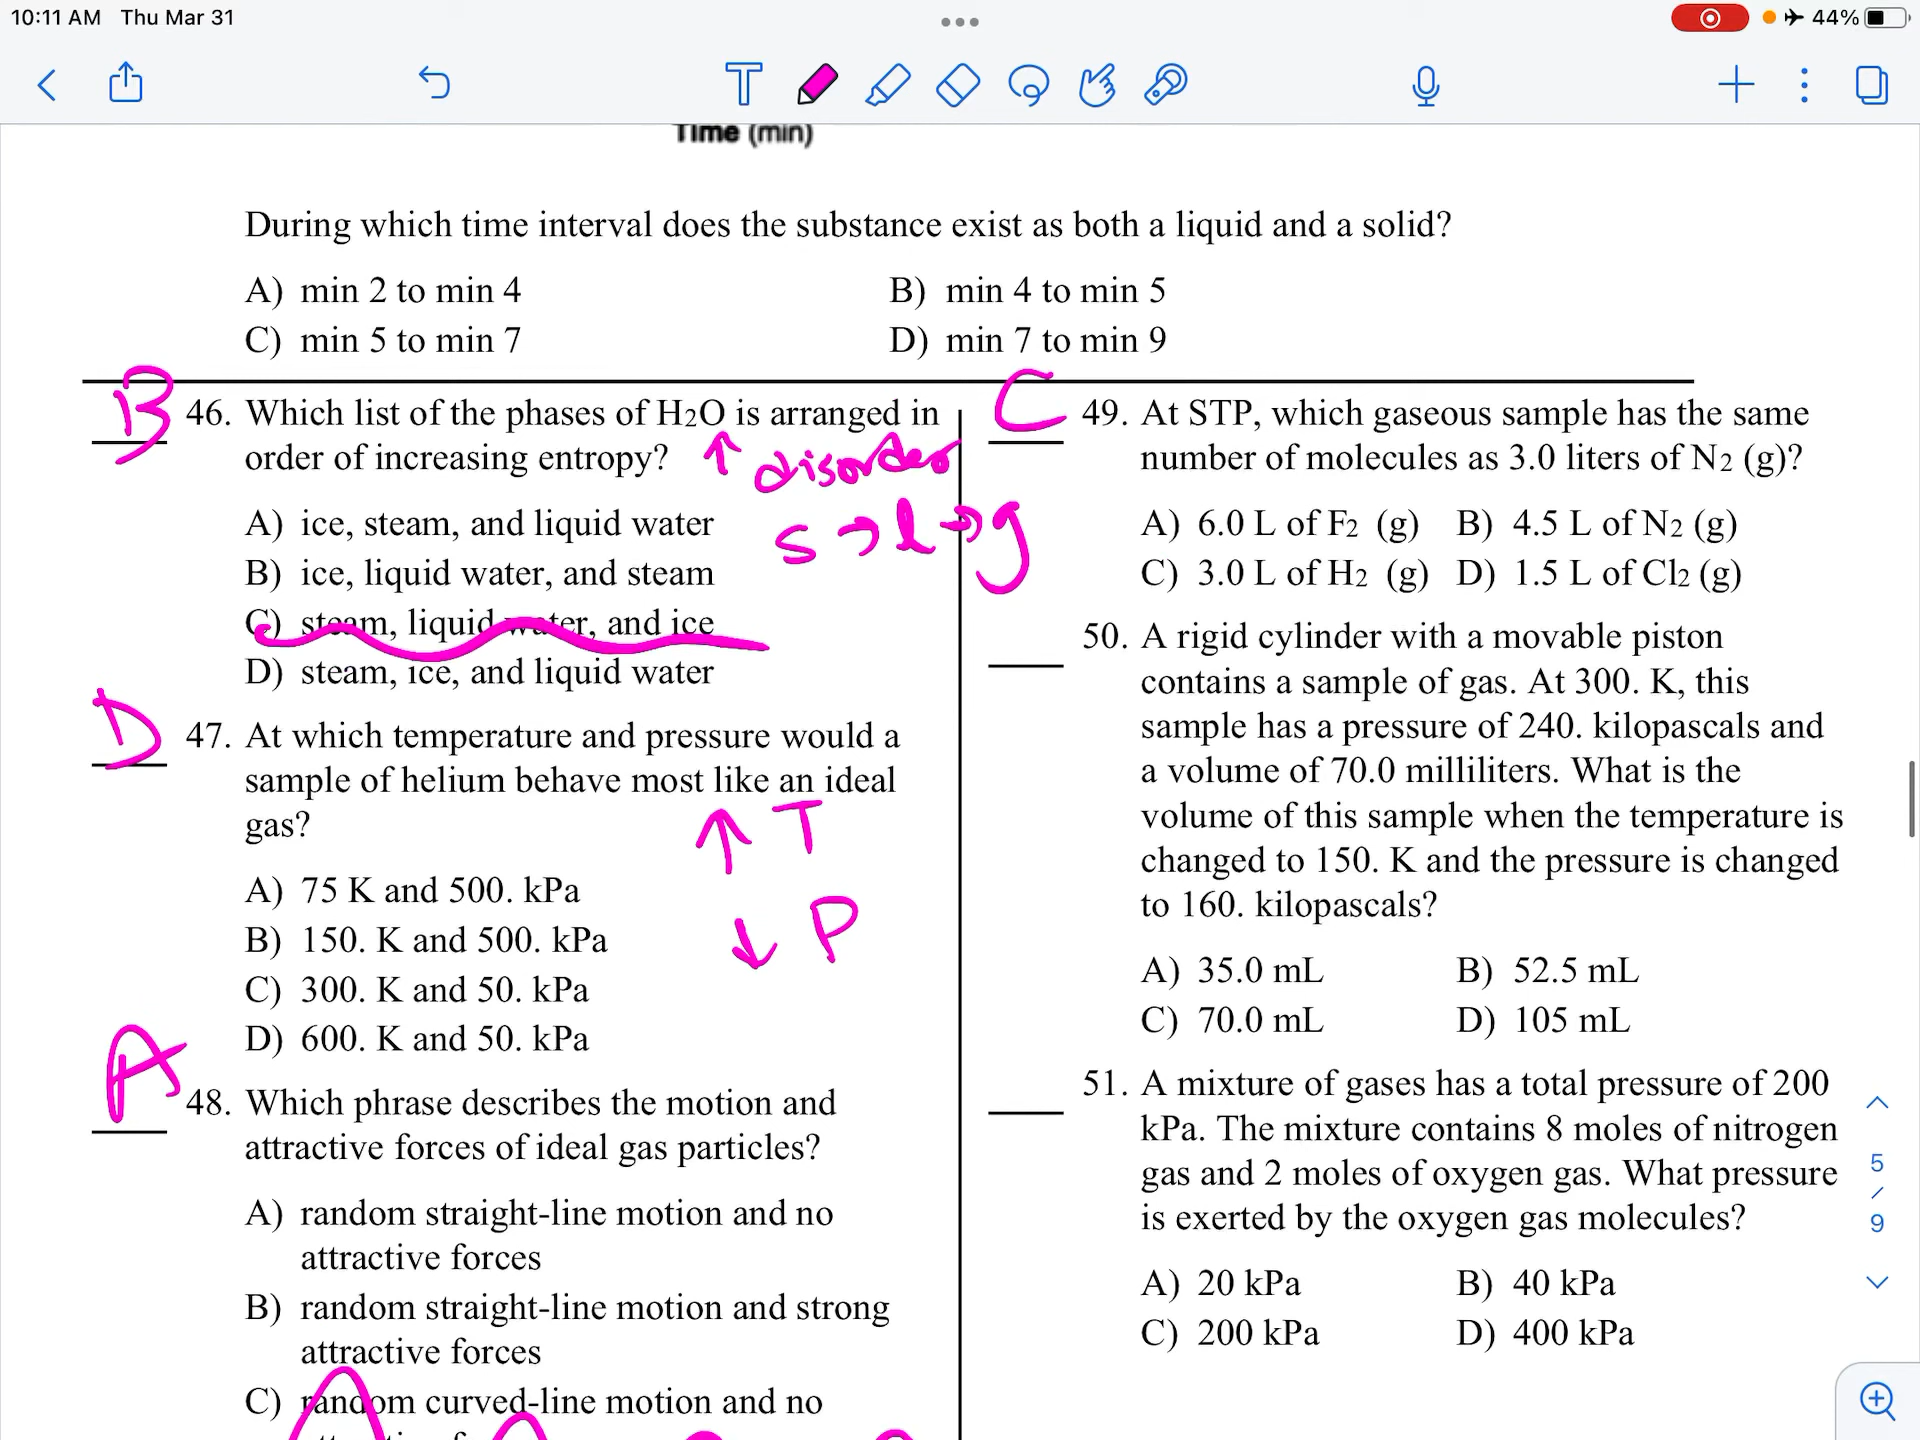 10:11 AM Thu Mar 31
44%
Time (min)
During which time interval does the substance exist as both a liquid and a solid?
A) min 2 to min 4
B) min 4 to min 5
C) min 5 to min 7
D) min 7 to min 9
B
46. Which list of the phases of H2O is arranged in
order of increasing entropy?
↑ disorder
s → l → g
A) ice, steam, and liquid water
B) ice, liquid water, and steam
C) steam, liquid water, and ice
D) steam, ice, and liquid water
D
47. At which temperature and pressure would a
sample of helium behave most like an ideal
gas?
↑ T
↓ P
A) 75 K and 500. kPa
B) 150. K and 500. kPa
C) 300. K and 50. kPa
D) 600. K and 50. kPa
A
48. Which phrase describes the motion and
attractive forces of ideal gas particles?
A) random straight-line motion and no
attractive forces
B) random straight-line motion and strong
attractive forces
C) random curved-line motion and no
C
49. At STP, which gaseous sample has the same
number of molecules as 3.0 liters of N2 (g)?
A) 6.0 L of F2 (g) B) 4.5 L of N2 (g)
C) 3.0 L of H2 (g) D) 1.5 L of Cl2 (g)
50. A rigid cylinder with a movable piston
contains a sample of gas. At 300. K, this
sample has a pressure of 240. kilopascals and
a volume of 70.0 milliliters. What is the
volume of this sample when the temperature is
changed to 150. K and the pressure is changed
to 160. kilopascals?
A) 35.0 mL B) 52.5 mL
C) 70.0 mL D) 105 mL
51. A mixture of gases has a total pressure of 200
kPa. The mixture contains 8 moles of nitrogen
gas and 2 moles of oxygen gas. What pressure
is exerted by the oxygen gas molecules?
A) 20 kPa B) 40 kPa
C) 200 kPa D) 400 kPa
5
/
9